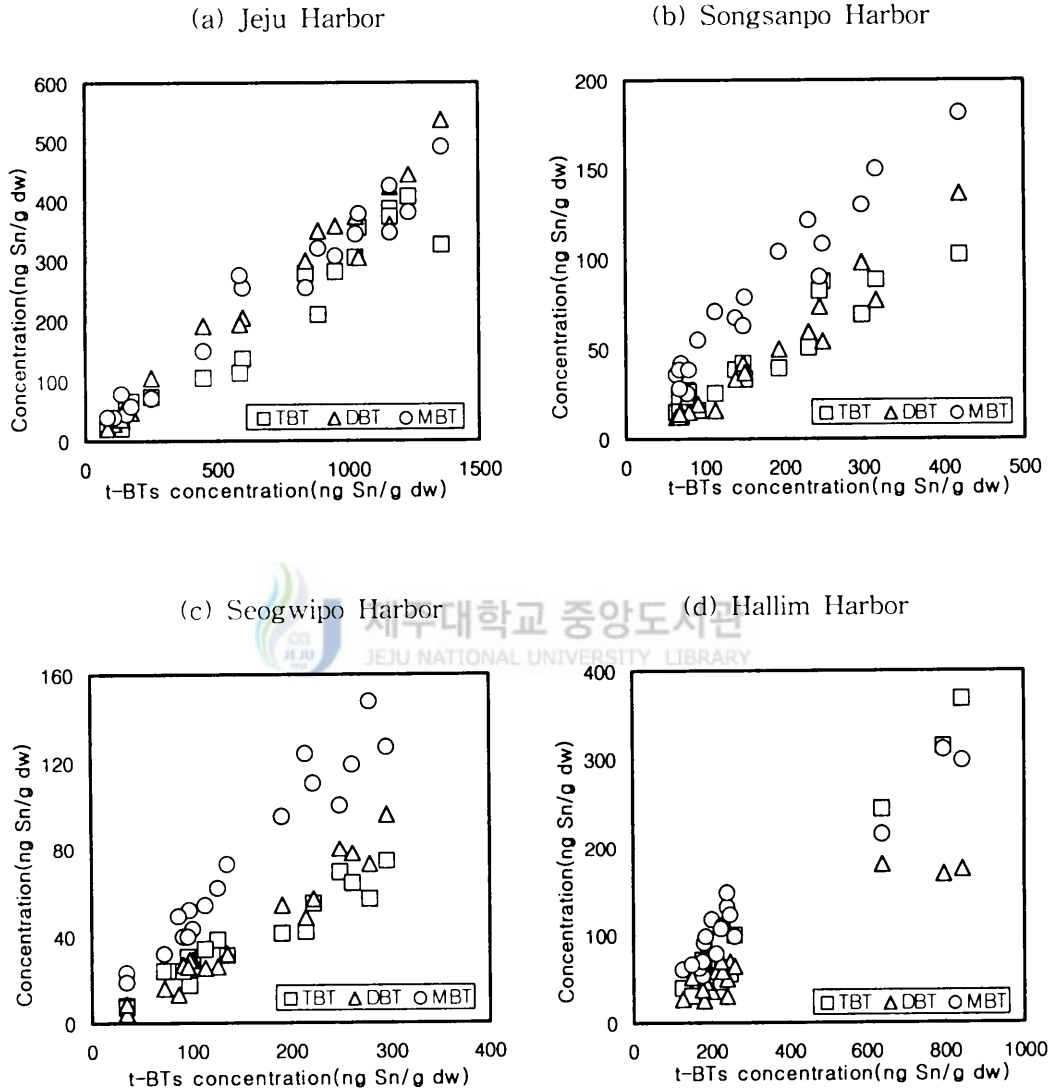 (a) Jeju Harbor
(b) Songsanpo Harbor
Concentration(ng Sn/g dw)
600
500
400
300
200
100
0
□ TBT △ DBT ○ MBT
0 500 1000 1500
t-BTs concentration(ng Sn/g dw)
Concentration(ng Sn/g dw)
200
150
100
50
0
□ TBT △ DBT ○ MBT
0 100 200 300 400 500
t-BTs concentration(ng Sn/g dw)
(c) Seogwipo Harbor
(d) Hallim Harbor
제주대학교 중앙도서관
JEJU NATIONAL UNIVERSITY LIBRARY
JEJU
1952
Concentration(ng Sn/g dw)
160
120
80
40
0
□ TBT △ DBT ○ MBT
0 100 200 300 400
t-BTs concentration(ng Sn/g dw)
Concentration(ng Sn/g dw)
400
300
200
100
0
□ TBT △ DBT ○ MBT
0 200 400 600 800 1000
t-BTs concentration(ng Sn/g dw)